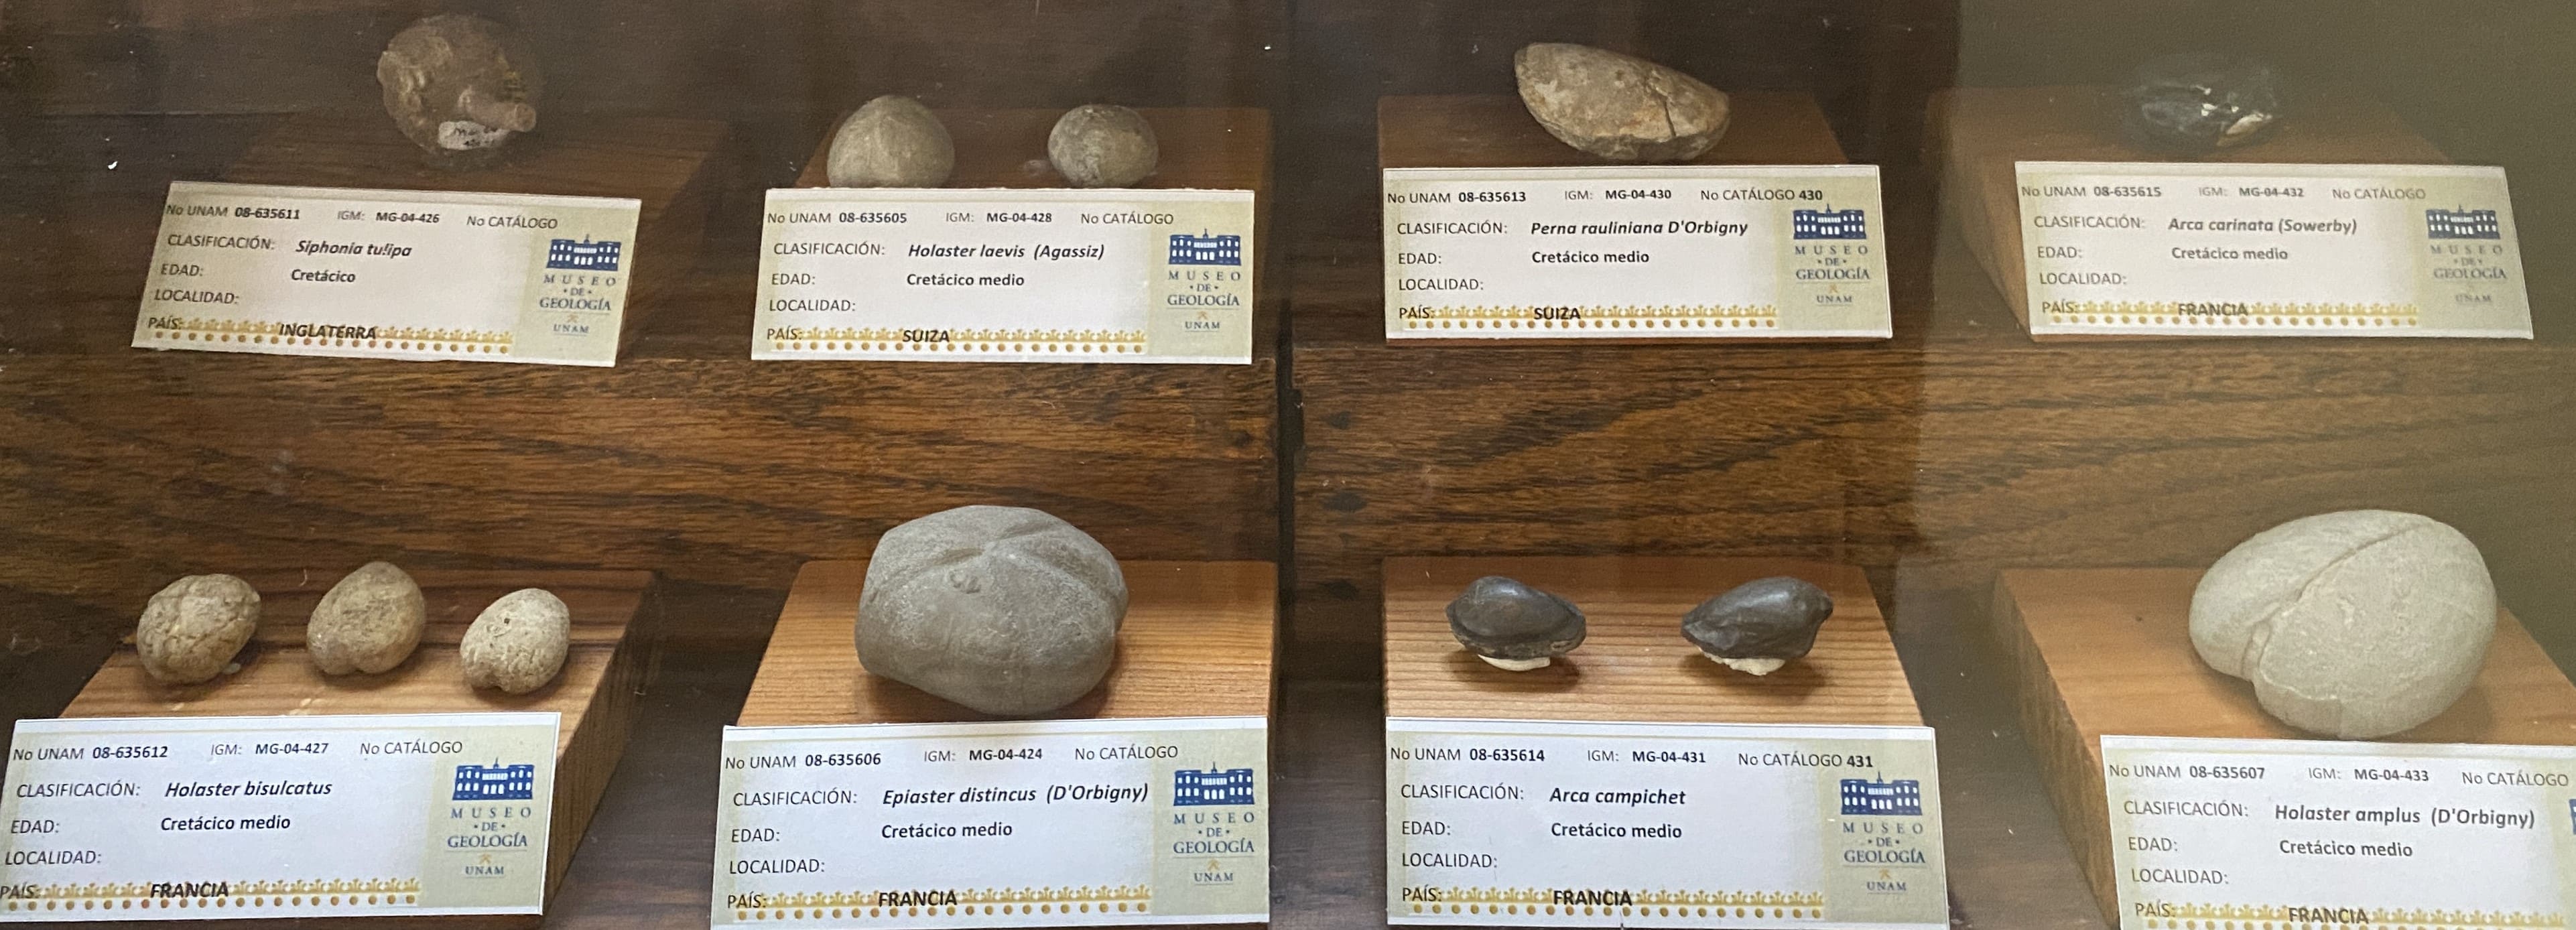 No UNAM 08-635611 IGM: MG-04-426 No CATÁLOGO
CLASIFICACIÓN: Siphonia tulipa
EDAD: Cretácico
LOCALIDAD:
PAÍS: INGLATERRA
MUSEO
• DE •
GEOLOGÍA
UNAM
No UNAM 08-635605 IGM: MG-04-428 No CATÁLOGO
CLASIFICACIÓN: Holaster laevis (Agassiz)
EDAD: Cretácico medio
LOCALIDAD:
PAÍS: SUIZA
MUSEO
• DE •
GEOLOGÍA
UNAM
No UNAM 08-635613 IGM: MG-04-430 No CATÁLOGO 430
CLASIFICACIÓN: Perna rauliniana D'Orbigny
EDAD: Cretácico medio
LOCALIDAD:
PAÍS: SUIZA
MUSEO
• DE •
GEOLOGÍA
UNAM
No UNAM 08-635615 IGM: MG-04-432 No CATÁLOGO
CLASIFICACIÓN: Arca carinata (Sowerby)
EDAD: Cretácico medio
LOCALIDAD:
PAÍS: FRANCIA
MUSEO
• DE •
GEOLOGÍA
UNAM
No UNAM 08-635612 IGM: MG-04-427 No CATÁLOGO
CLASIFICACIÓN: Holaster bisulcatus
EDAD: Cretácico medio
LOCALIDAD:
PAÍS: FRANCIA
MUSEO
• DE •
GEOLOGÍA
UNAM
No UNAM 08-635606 IGM: MG-04-424 No CATÁLOGO
CLASIFICACIÓN: Epiaster distincus (D'Orbigny)
EDAD: Cretácico medio
LOCALIDAD:
PAÍS: FRANCIA
MUSEO
• DE •
GEOLOGÍA
UNAM
No UNAM 08-635614 IGM: MG-04-431 No CATÁLOGO 431
CLASIFICACIÓN: Arca campichet
EDAD: Cretácico medio
LOCALIDAD:
PAÍS: FRANCIA
MUSEO
• DE •
GEOLOGÍA
UNAM
No UNAM 08-635607 IGM: MG-04-433 No CATÁLOGO
CLASIFICACIÓN: Holaster amplus (D'Orbigny)
EDAD: Cretácico medio
LOCALIDAD:
PAÍS: FRANCIA